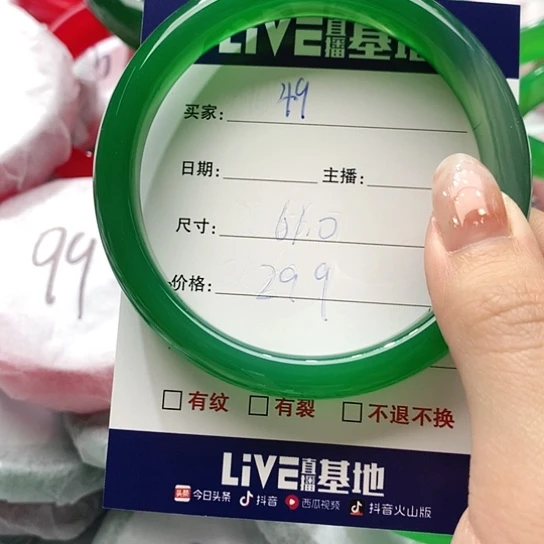 LiVE直播基地
买家：49
日期： 主播：
尺寸：61.0
价格：299
99
有纹 有裂 不退不换
LiVE直播基地
今日头条 抖音 西瓜视频 抖音火山版